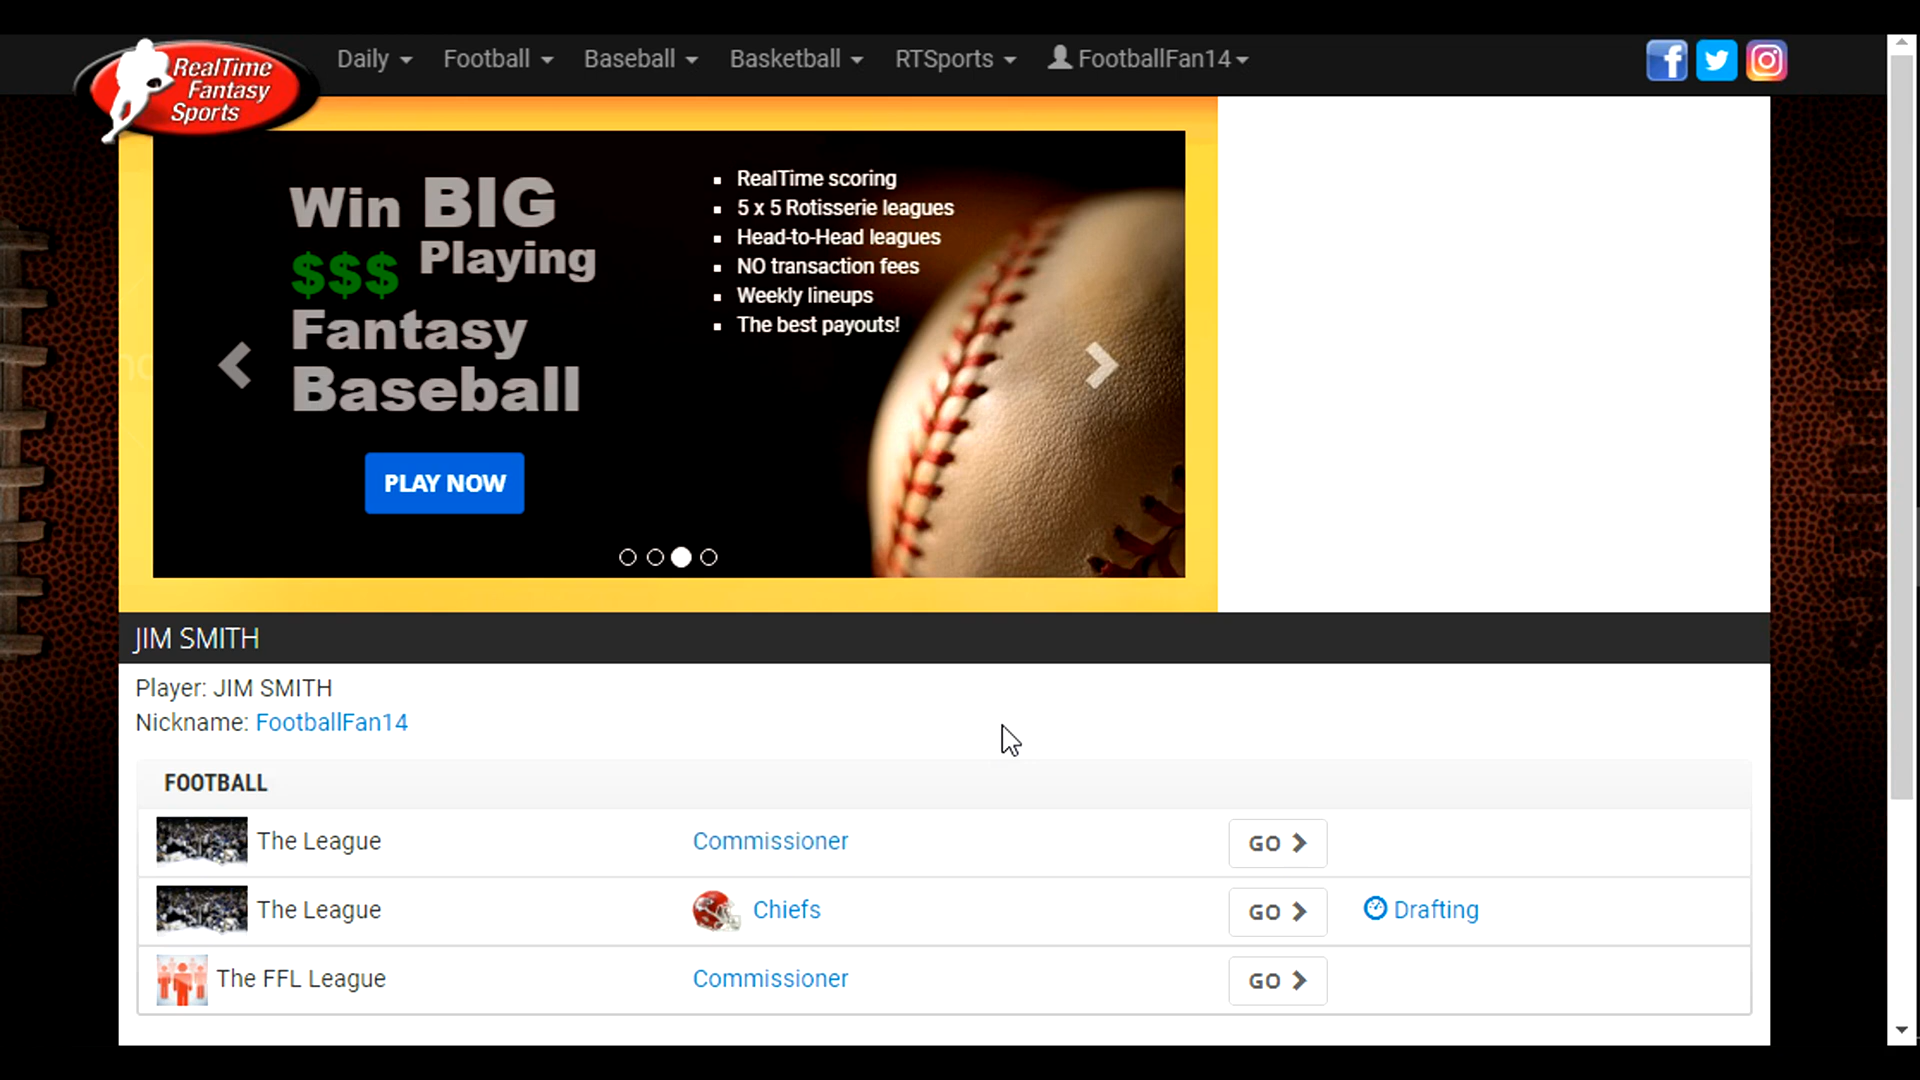 RealTime
Fantasy
Sports
Daily
Football
Baseball
Basketball
RTSports
FootballFan14
Win BIG
$$$ Playing
Fantasy
Baseball
PLAY NOW
RealTime scoring
5 x 5 Rotisserie leagues
Head-to-Head leagues
NO transaction fees
Weekly lineups
The best payouts!
JIM SMITH
Player: JIM SMITH
Nickname: FootballFan14
FOOTBALL
The League Commissioner GO
The League Chiefs GO Drafting
The FFL League Commissioner GO